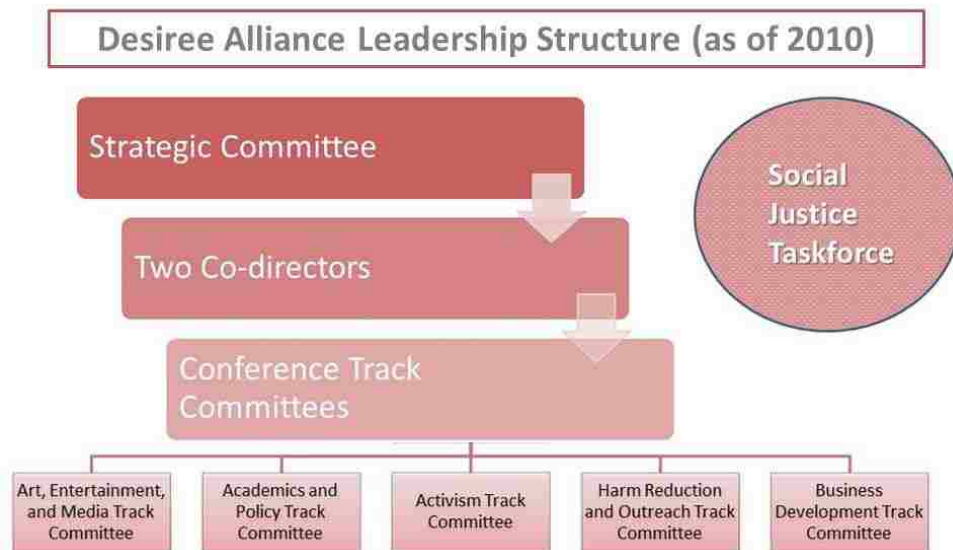 Desiree Alliance Leadership Structure (as of 2010)
Strategic Committee
Two Co-directors
Conference Track
Committees
Social
Justice
Taskforce
Art, Entertainment,
and Media Track
Committee
Academics and
Policy Track
Committee
Activism Track
Committee
Harm Reduction
and Outreach Track
Committee
Business
Development Track
Committee